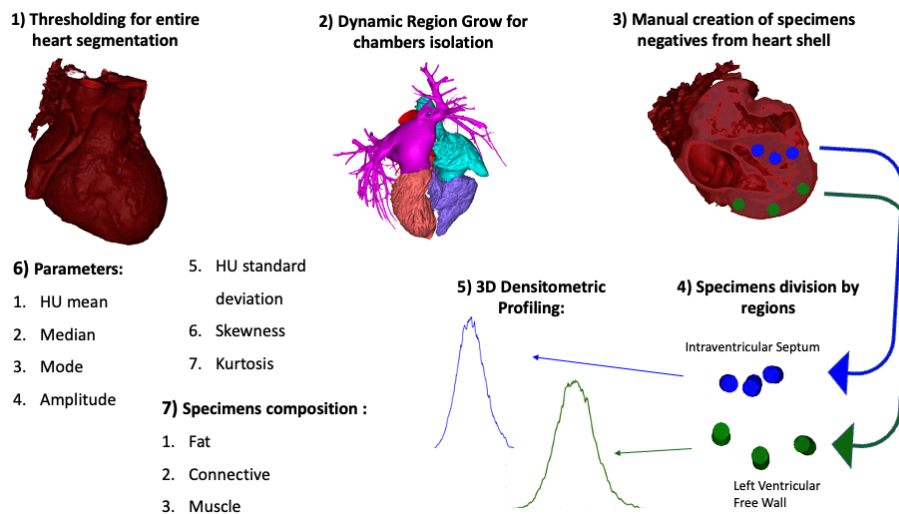 1) Thresholding for entire
heart segmentation
2) Dynamic Region Grow for
chambers isolation
3) Manual creation of specimens
negatives from heart shell
4) Specimens division by
regions
Intraventricular Septum
Left Ventricular
Free Wall
5) 3D Densitometric
Profiling:
6) Parameters:
1. HU mean
2. Median
3. Mode
4. Amplitude
5. HU standard
deviation
6. Skewness
7. Kurtosis
7) Specimens composition :
1. Fat
2. Connective
3. Muscle